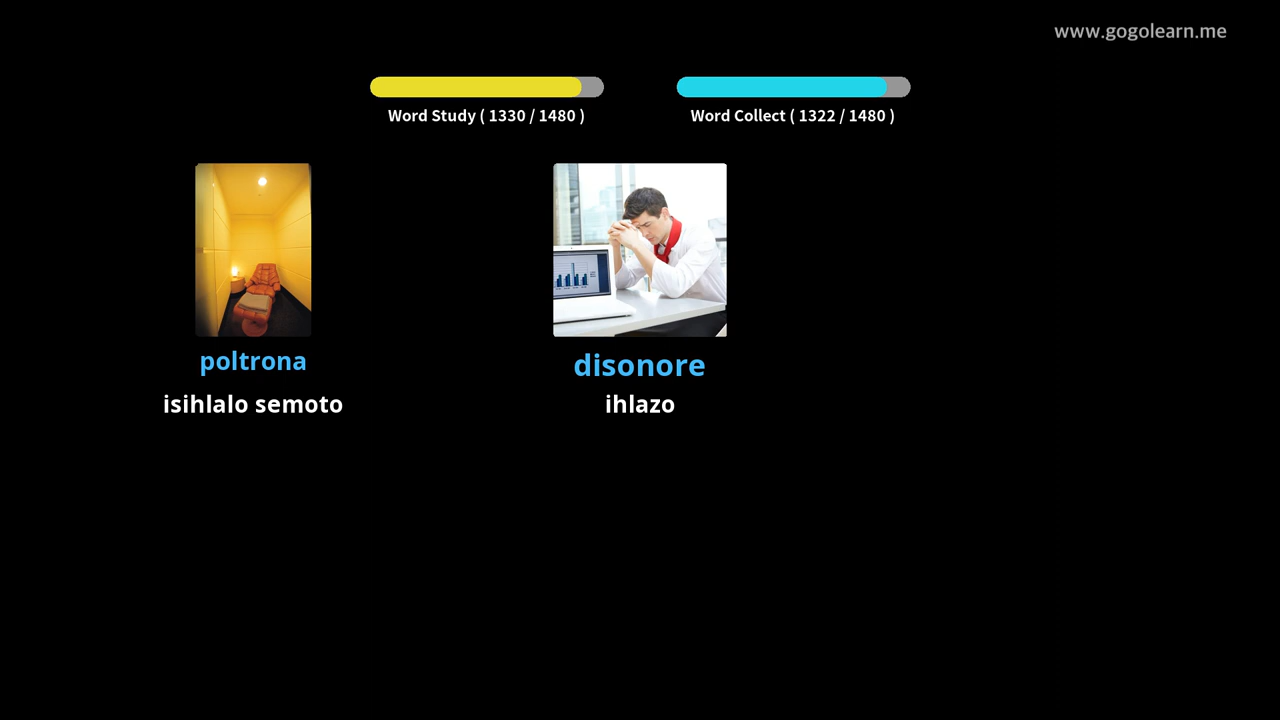 www.gogolearn.me
Word Study ( 1330 / 1480 )
Word Collect ( 1322 / 1480 )
poltrona
isihlalo semoto
disonore
ihlazo